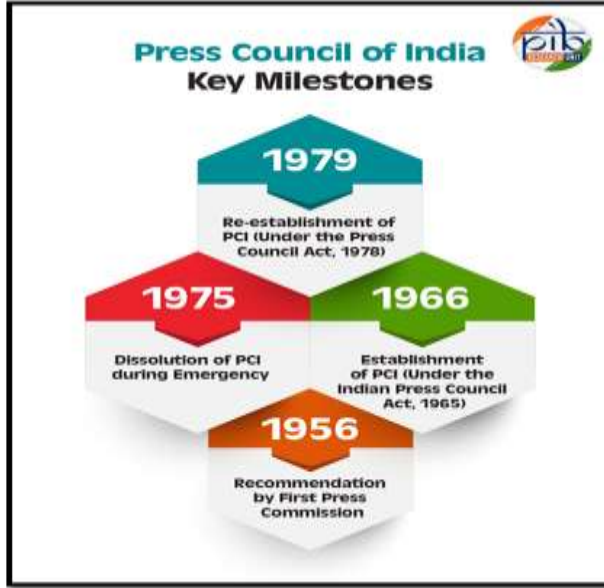 Press Council of India
Key Milestones
pib
RESEARCH UNIT
1979
Re-establishment of
PCI (Under the Press
Council Act, 1978)
1975
Dissolution of PCI
during Emergency
1966
Establishment
of PCI (Under the
Indian Press Council
Act, 1965)
1956
Recommendation
by First Press
Commission